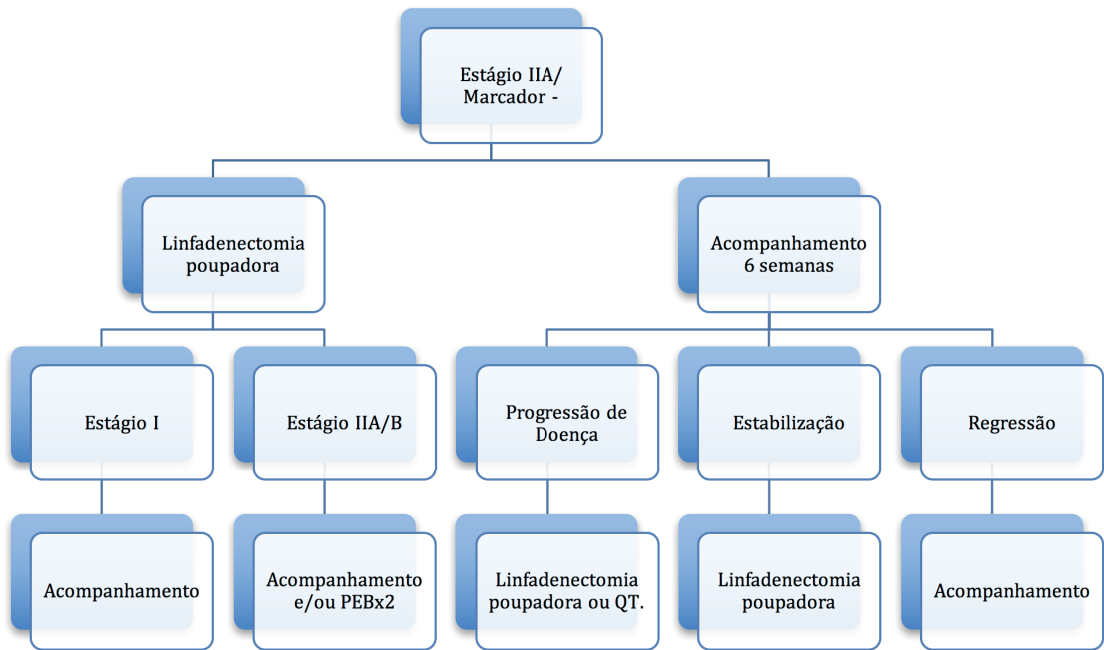 Estágio IIA/
Marcador -
Linfadenectomia
poupadora
Acompanhamento
6 semanas
Estágio I
Estágio IIA/B
Progressão de
Doença
Estabilização
Regressão
Acompanhamento
Acompanhamento
e/ou PEBx2
Linfadenectomia
poupadora ou QT.
Linfadenectomia
poupadora
Acompanhamento